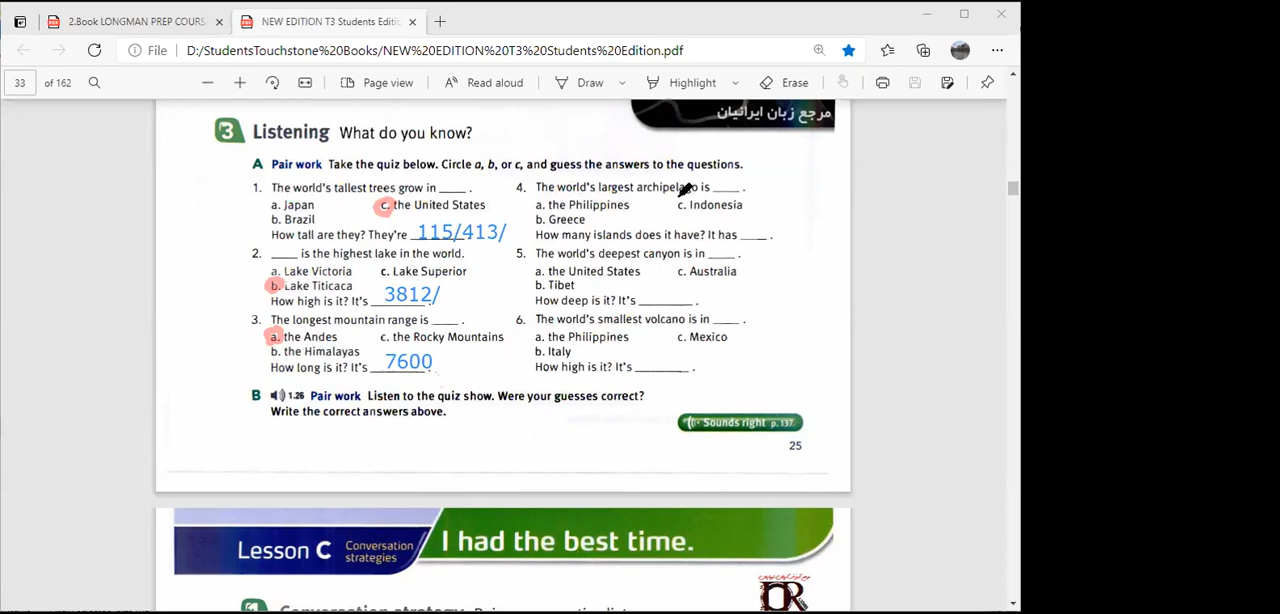 2.Book LONGMAN PREP COURS
NEW EDITION T3 Students Editio
File
D:/StudentsTouchstone%20Books/NEW%20EDITION%20T3%20Students%20Edition.pdf
33 of 162
Page view
Read aloud
Draw
Highlight
Erase
مرجع زبان ایرانیان
3 Listening What do you know?
A Pair work Take the quiz below. Circle a, b, or c, and guess the answers to the questions.
1. The world's tallest trees grow in ____ .
a. Japan c. the United States
b. Brazil
How tall are they? They're 115/413/
2. ____ is the highest lake in the world.
a. Lake Victoria c. Lake Superior
b. Lake Titicaca
How high is it? It's 3812/ .
3. The longest mountain range is ____ .
a. the Andes c. the Rocky Mountains
b. the Himalayas
How long is it? It's 7600 .
4. The world's largest archipelago is ____ .
a. the Philippines c. Indonesia
b. Greece
How many islands does it have? It has ____ .
5. The world's deepest canyon is in ____ .
a. the United States c. Australia
b. Tibet
How deep is it? It's ________ .
6. The world's smallest volcano is in ____ .
a. the Philippines c. Mexico
b. Italy
How high is it? It's ________ .
B 1.26 Pair work Listen to the quiz show. Were your guesses correct?
Write the correct answers above.
Sounds right p. 137.
25
Lesson C Conversation strategies I had the best time.